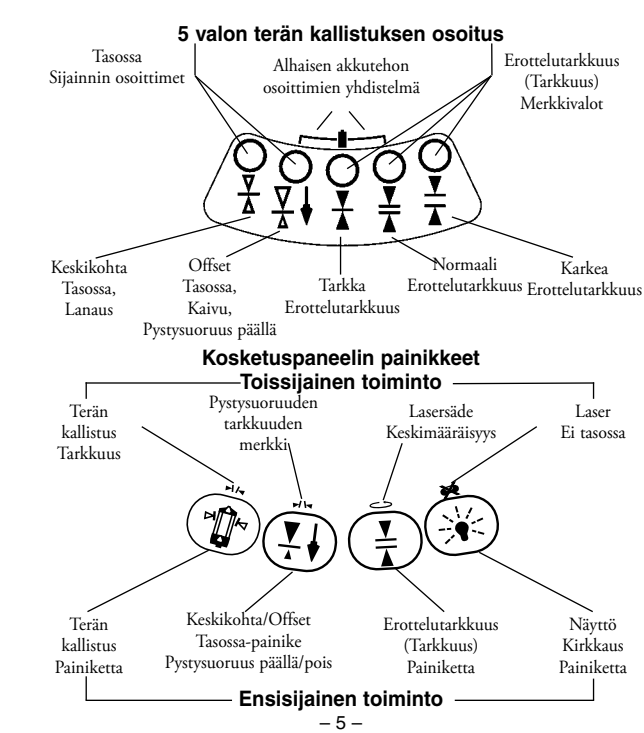 5 valon terän kallistuksen osoitus
Tasossa
Sijainnin osoittimet
Alhaisen akkutehon
osoittimien yhdistelmä
Erottelutarkkuus
(Tarkkuus)
Merkkivalot
Keskikohta
Tasossa,
Lanaus
Offset
Tasossa,
Kaivu,
Pystysuoruus päällä
Tarkka
Erottelutarkkuus
Normaali
Erottelutarkkuus
Karkea
Erottelutarkkuus
Kosketuspaneelin painikkeet
Toissijainen toiminto
Terän
kallistus
Tarkkuus
Pystysuoruuden
tarkkuuden
merkki
Lasersäde
Keskimääräisyys
Laser
Ei tasossa
Terän
kallistus
Painiketta
Keskikohta/Offset
Tasossa-painike
Pystysuoruus päällä/pois
Erottelutarkkuus
(Tarkkuus)
Painiketta
Näyttö
Kirkkaus
Painiketta
Ensisijainen toiminto
– 5 –